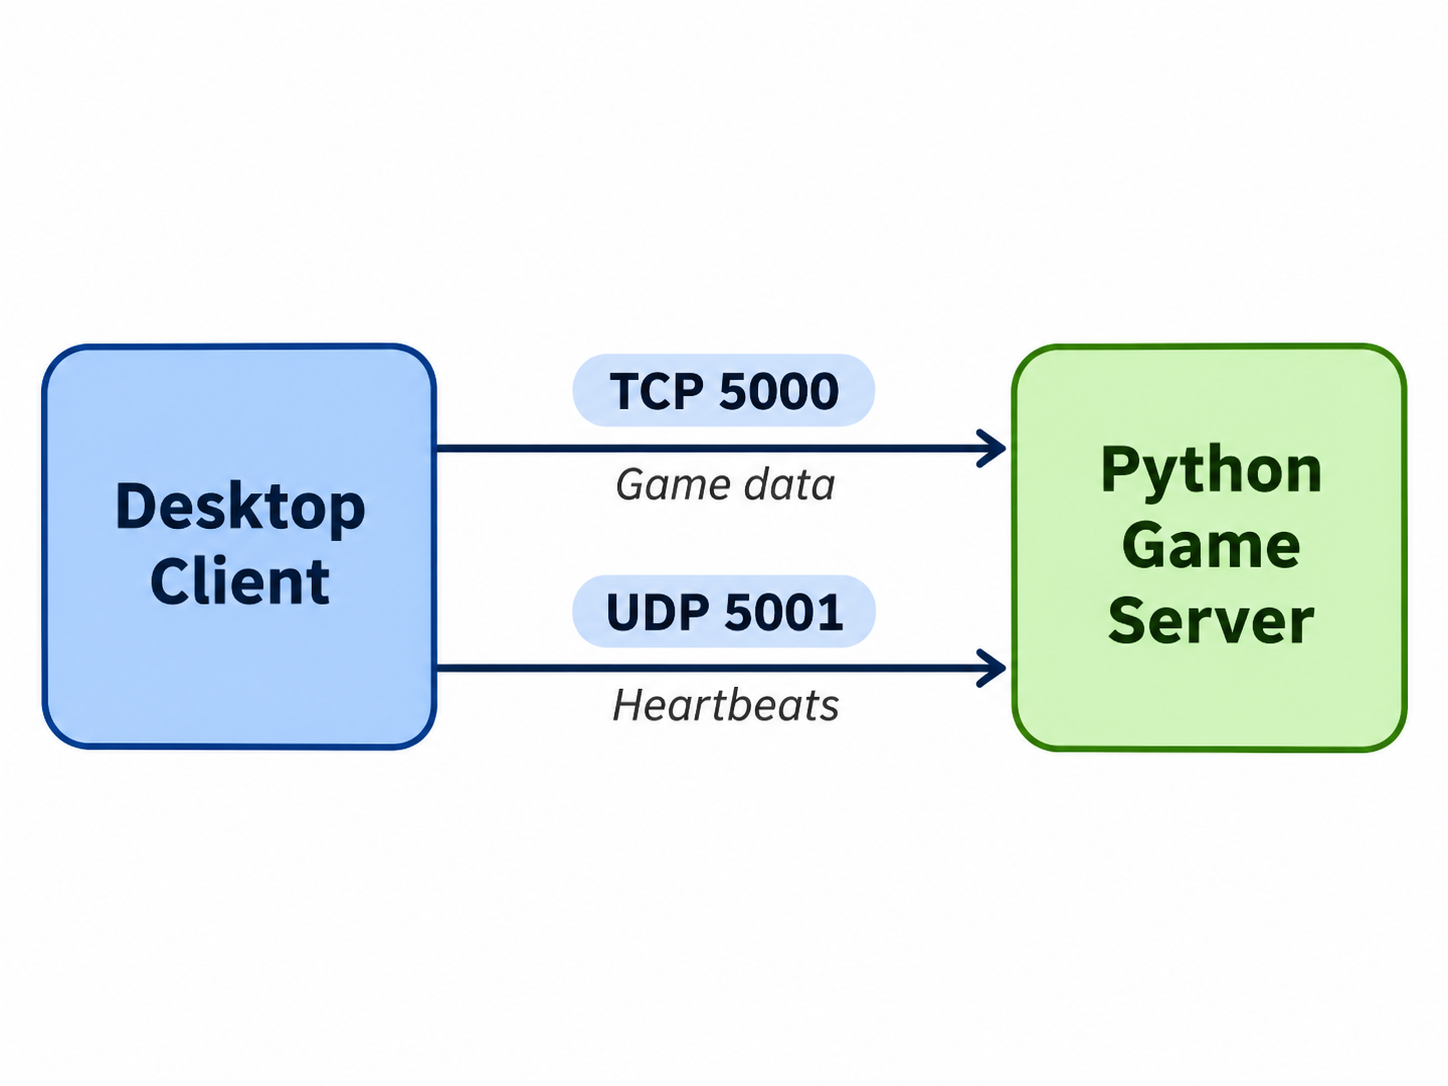 Desktop
Client
TCP 5000
Game data
UDP 5001
Heartbeats
Python
Game
Server